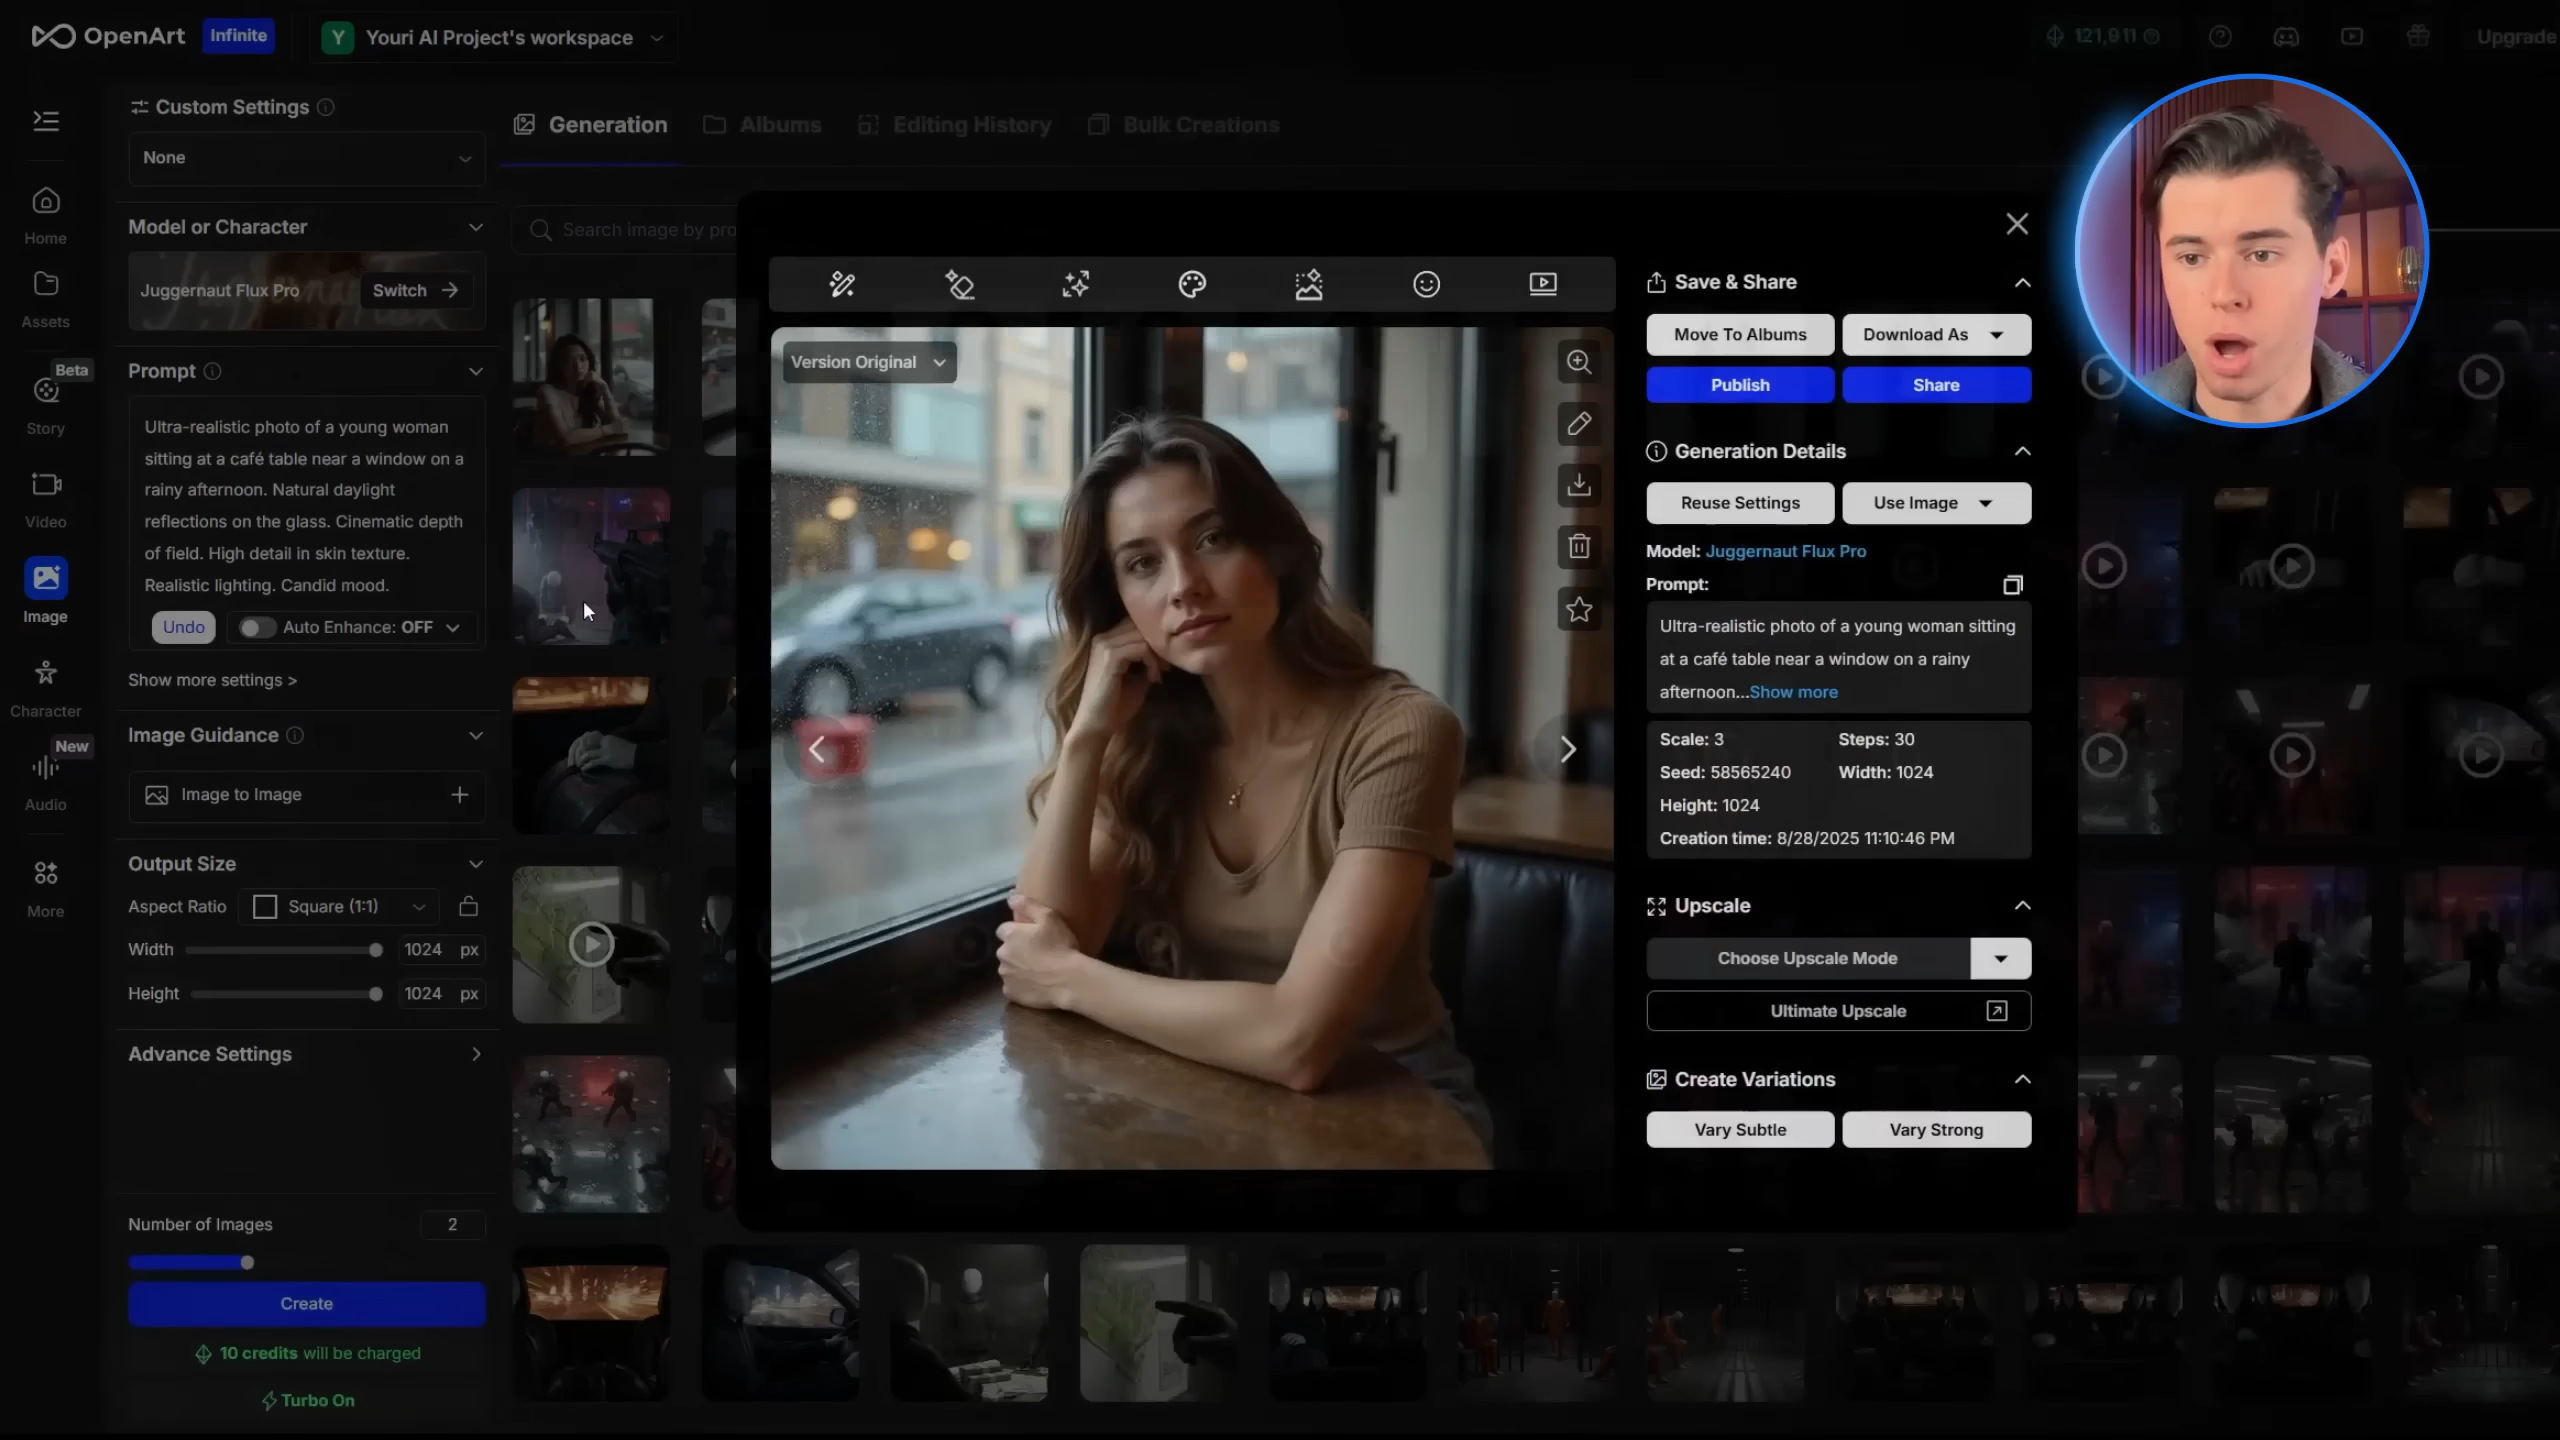 OpenArt
Infinite
Y
Youri AI Project's workspace
121,911
Upgrade
Custom Settings
None
Model or Character
Juggernaut Flux Pro
Switch
Prompt
Ultra-realistic photo of a young woman
sitting at a café table near a window on a
rainy afternoon. Natural daylight
reflections on the glass. Cinematic depth
of field. High detail in skin texture.
Realistic lighting. Candid mood.
Undo
Auto Enhance: OFF
Show more settings >
Image Guidance
Image to Image
Output Size
Aspect Ratio
Square (1:1)
Width
1024 px
Height
1024 px
Advance Settings
Number of Images
2
Create
10 credits will be charged
Turbo On
Home
Assets
Beta
Story
Video
Image
Character
New
Audio
More
Generation
Albums
Editing History
Bulk Creations
Search image by pro
Version Original
Save & Share
Move To Albums
Download As
Publish
Share
Generation Details
Reuse Settings
Use Image
Model: Juggernaut Flux Pro
Prompt:
Ultra-realistic photo of a young woman sitting
at a café table near a window on a rainy
afternoon...Show more
Scale: 3
Steps: 30
Seed: 58565240
Width: 1024
Height: 1024
Creation time: 8/28/2025 11:10:46 PM
Upscale
Choose Upscale Mode
Ultimate Upscale
Create Variations
Vary Subtle
Vary Strong